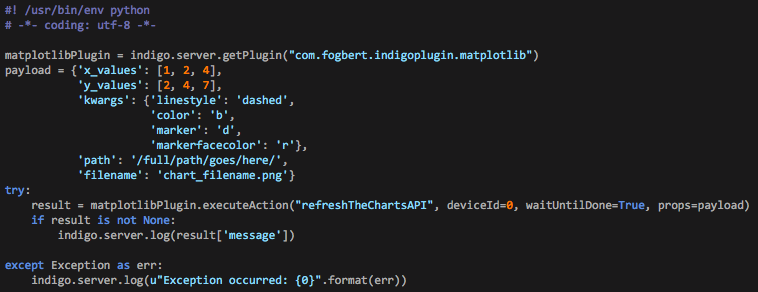 #! /usr/bin/env python
# -*- coding: utf-8 -*-
matplotlibPlugin = indigo.server.getPlugin("com.fogbert.indigoplugin.matplotlib")
payload = {'x_values': [1, 2, 4],
           'y_values': [2, 4, 7],
           'kwargs': {'linestyle': 'dashed',
                      'color': 'b',
                      'marker': 'd',
                      'markerfacecolor': 'r'},
           'path': '/full/path/goes/here/',
           'filename': 'chart_filename.png'}
try:
    result = matplotlibPlugin.executeAction("refreshTheChartsAPI", deviceId=0, waitUntilDone=True, props=payload)
    if result is not None:
        indigo.server.log(result['message'])
except Exception as err:
    indigo.server.log(u"Exception occurred: {0}".format(err))